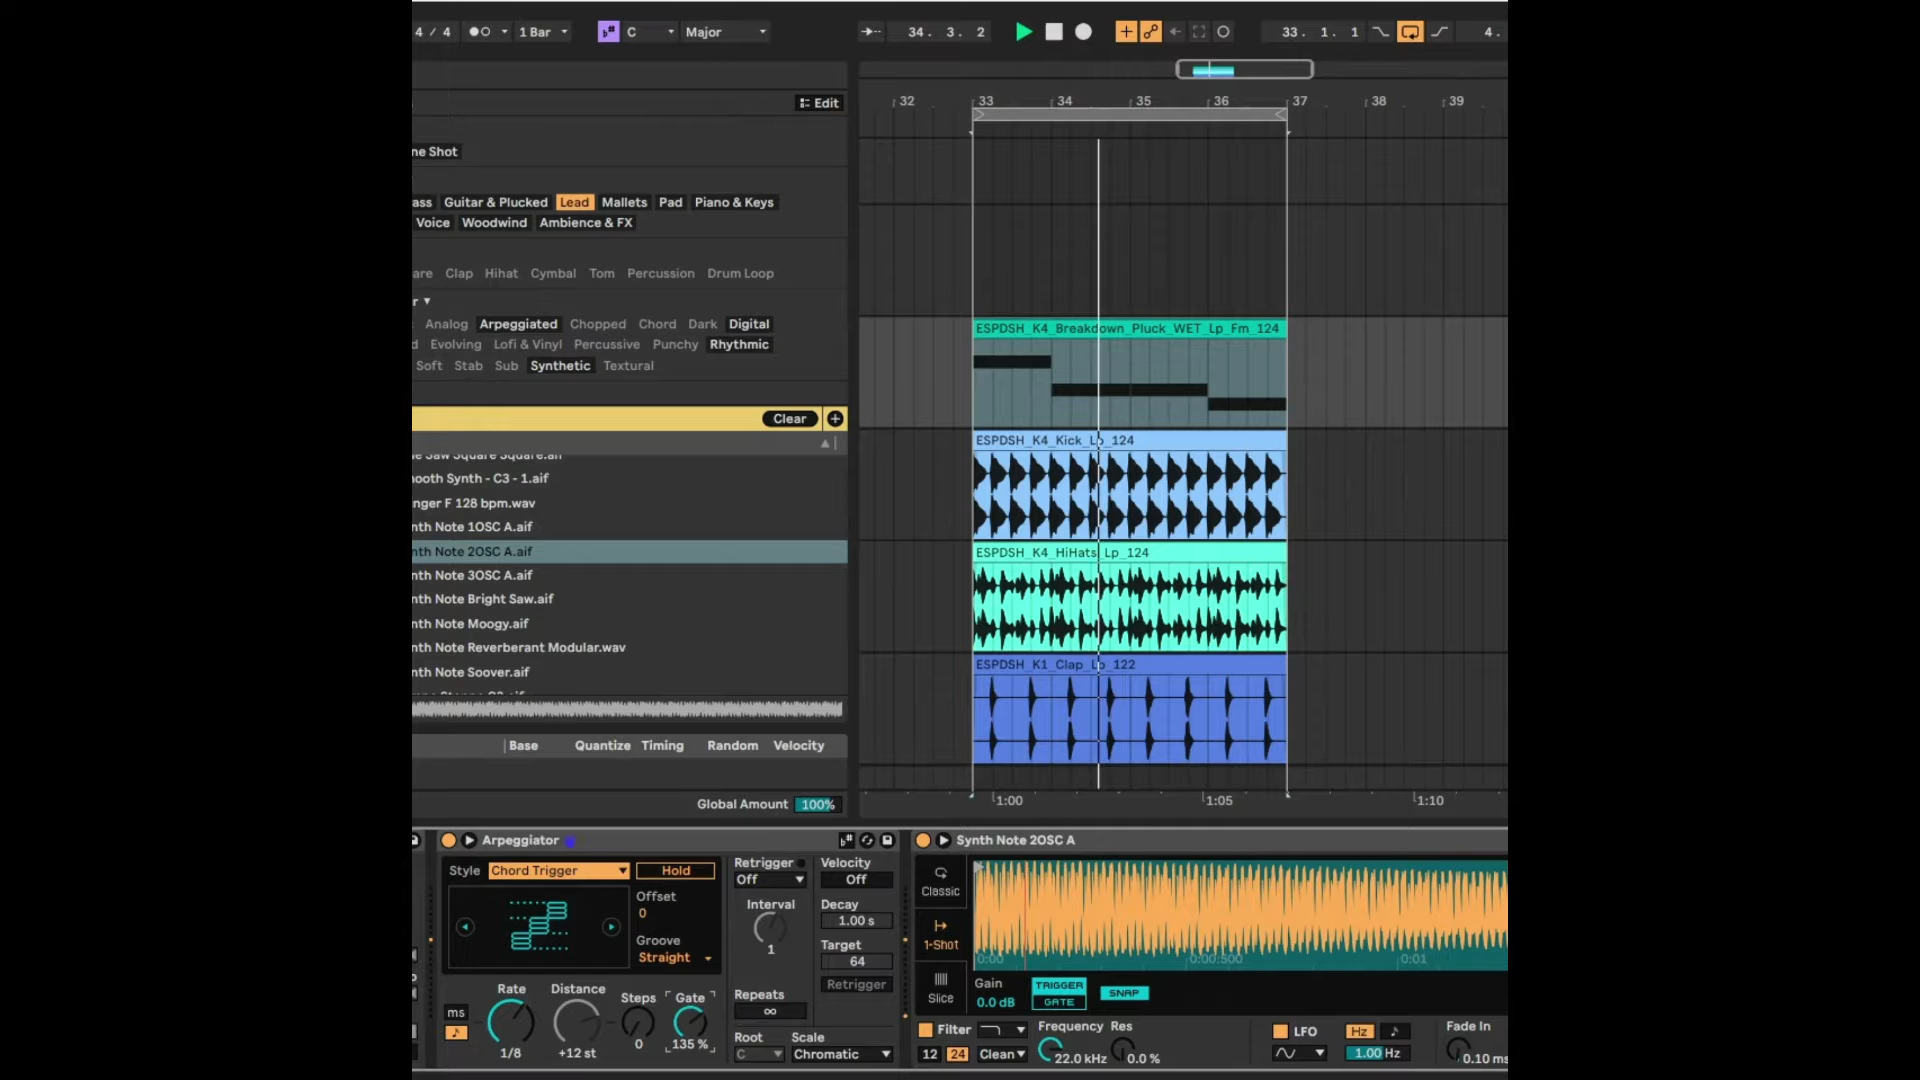 4 / 4 1 Bar C Major 34. 3. 2 33. 1. 1 4.
Edit
32 33 34 35 36 37 38 39
ne Shot
ass Guitar & Plucked Lead Mallets Pad Piano & Keys
Voice Woodwind Ambience & FX
are Clap Hihat Cymbal Tom Percussion Drum Loop
r
Analog Arpeggiated Chopped Chord Dark Digital
d Evolving Lofi & Vinyl Percussive Punchy Rhythmic
Soft Stab Sub Synthetic Textural
Clear
ooth Synth - C3 - 1.aif
nger F 128 bpm.wav
nth Note 1OSC A.aif
nth Note 2OSC A.aif
nth Note 3OSC A.aif
nth Note Bright Saw.aif
nth Note Moogy.aif
nth Note Reverberant Modular.wav
nth Note Soover.aif
Base Quantize Timing Random Velocity
Global Amount 100%
ESPDSH_K4_Breakdown_Pluck_WET_Lp_Fm_124
ESPDSH_K4_Kick_Lp_124
ESPDSH_K4_HiHats_Lp_124
ESPDSH_K1_Clap_Lp_122
1:00 1:05 1:10
Arpeggiator
Style Chord Trigger Hold
Offset
0
Groove
Straight
Rate Distance Steps Gate
ms
1/8 +12 st 0 135 %
Retrigger
Off
Interval
1
Repeats
∞
Root Scale
C Chromatic
Velocity
Off
Decay
1.00 s
Target
64
Retrigger
Synth Note 2OSC A
Classic
1-Shot
Slice
0:00 0:00:500 0:01
Gain
0.0 dB
TRIGGER
GATE
SNAP
Filter Frequency Res
12 24 Clean 22.0 kHz 0.0 %
LFO Hz
1.00 Hz
Fade In
0.10 ms